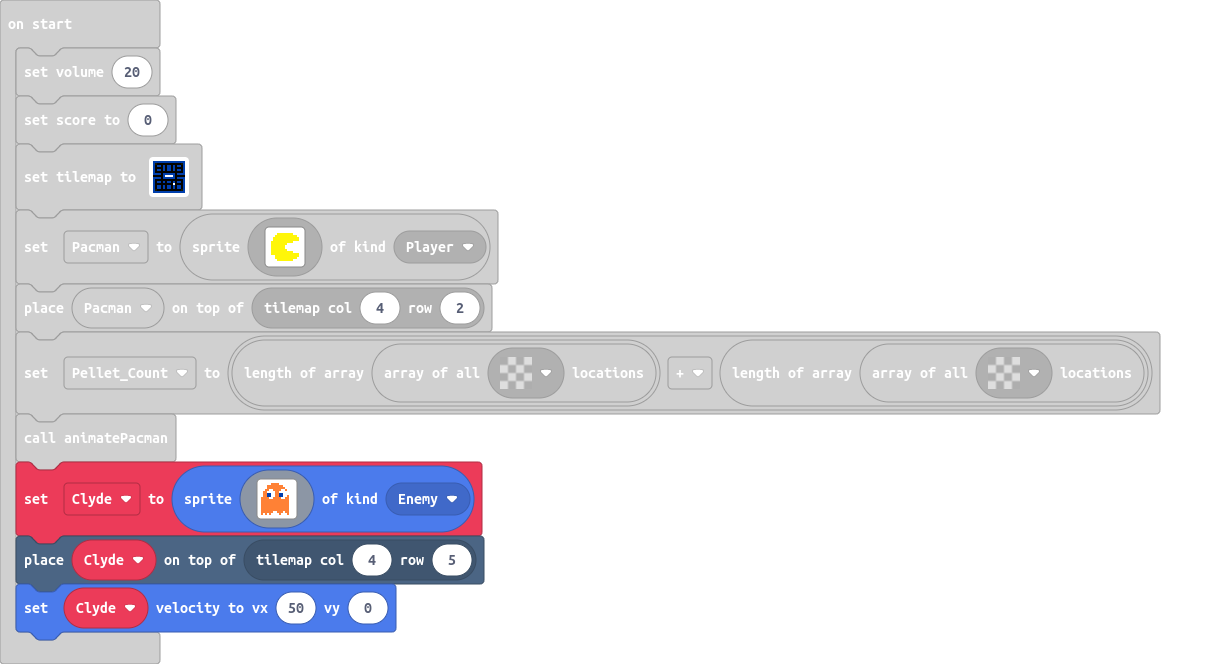 on start
set volume 20
set score to 0
set tilemap to
set Pacman to sprite of kind Player
place Pacman on top of tilemap col 4 row 2
set Pellet_Count to length of array array of all locations + length of array array of all locations
call animatePacman
set Clyde to sprite of kind Enemy
place Clyde on top of tilemap col 4 row 5
set Clyde velocity to vx 50 vy 0